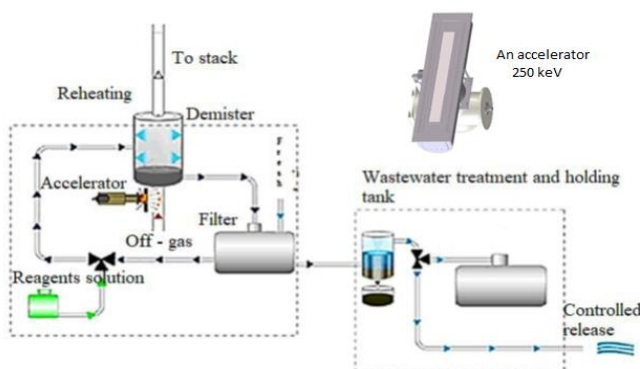 To stack
Reheating
Demister
An accelerator
250 keV
Fresh
Accelerator
Wastewater treatment and holding
tank
Filter
Off - gas
Reagents solution
Controlled
release